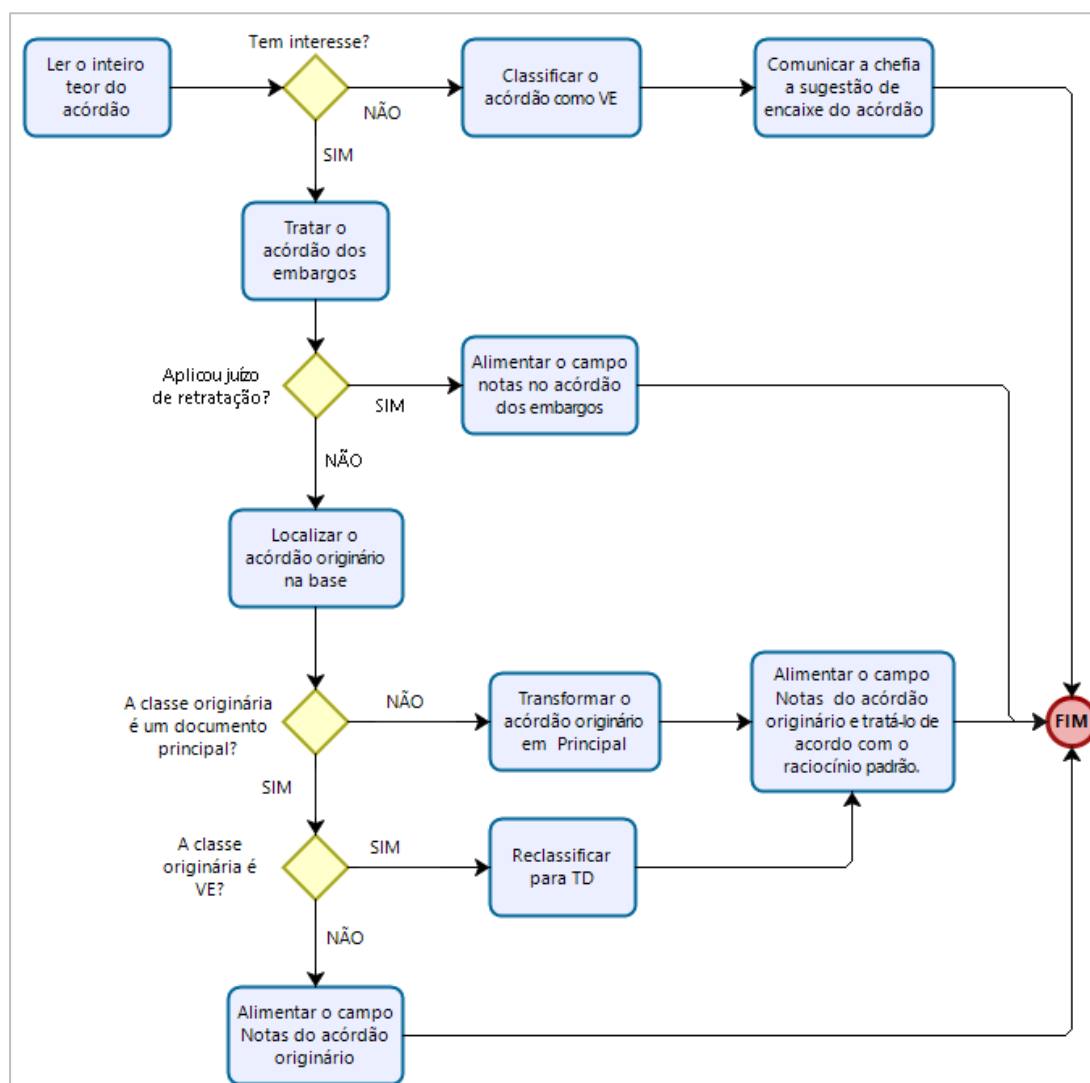 Tem interesse?
Ler o inteiro
teor do
acórdão
Classificar o
acórdão como VE
Comunicar a chefia
a sugestão de
encaixe do acórdão
NÃO
SIM
Tratar o
acórdão dos
embargos
Aplicou juízo
de retratação?
Alimentar o campo
notas no acórdão
dos embargos
SIM
NÃO
Localizar o
acórdão originário
na base
A classe originária
é um documento
principal?
NÃO
Transformar o
acórdão originário
em Principal
Alimentar o campo
Notas do acórdão
originário e tratá-lo de
acordo com o
raciocínio padrão.
FIM
SIM
A classe
originária é
VE?
SIM
Reclassificar
para TD
NÃO
Alimentar o campo
Notas do acórdão
originário